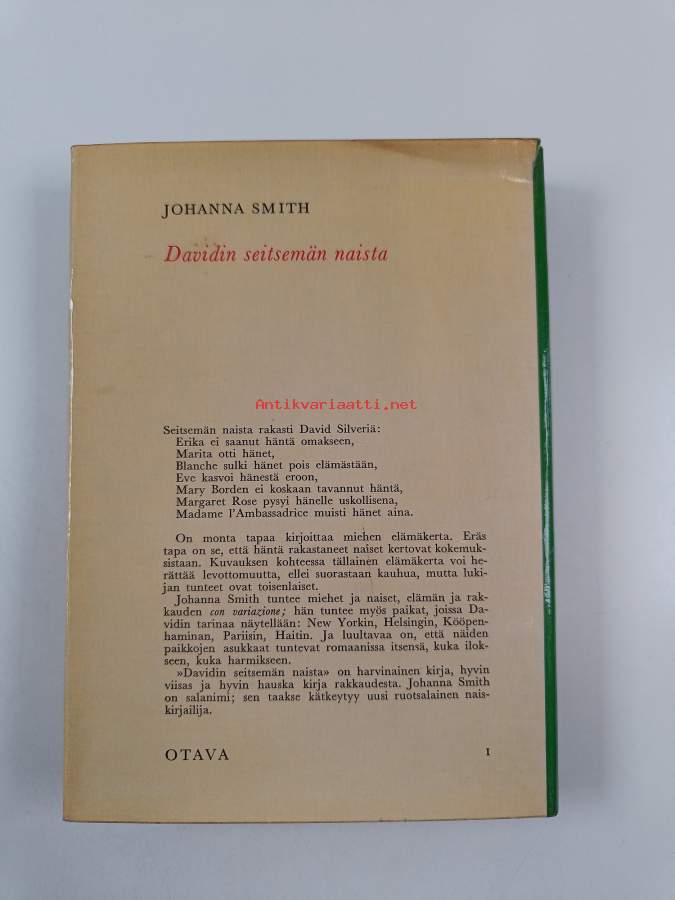 JOHANNA SMITH
Davidin seitsemän naista
Antikvariaatti.net
Seitsemän naista rakasti David Silveriä:
Erika ei saanut häntä omakseen,
Marita otti hänet,
Blanche sulki hänet pois elämästään,
Eve kasvoi hänestä eroon,
Mary Borden ei koskaan tavannut häntä,
Margaret Rose pysyi hänelle uskollisena,
Madame l'Ambassadrice muisti hänet aina.
On monta tapaa kirjoittaa miehen elämäkerta. Eräs
tapa on se, että häntä rakastaneet naiset kertovat kokemuk-
sistaan. Kuvauksen kohteessa tällainen elämäkerta voi he-
rättää levottomuutta, ellei suorastaan kauhua, mutta luki-
jan tunteet ovat toisenlaiset.
Johanna Smith tuntee miehet ja naiset, elämän ja rak-
kauden con variazione; hän tuntee myös paikat, joissa Da-
vidin tarinaa näytellään: New Yorkin, Helsingin, Kööpen-
haminan, Pariisin, Haitin. Ja luultavaa on, että näiden
paikkojen asukkaat tuntevat romaanissa itsensä, kuka ilok-
seen, kuka harmikseen.
»Davidin seitsemän naista» on harvinainen kirja, hyvin
viisas ja hyvin hauska kirja rakkaudesta. Johanna Smith
on salanimi; sen taakse kätkeytyy uusi ruotsalainen nais-
kirjailija.
OTAVA
1